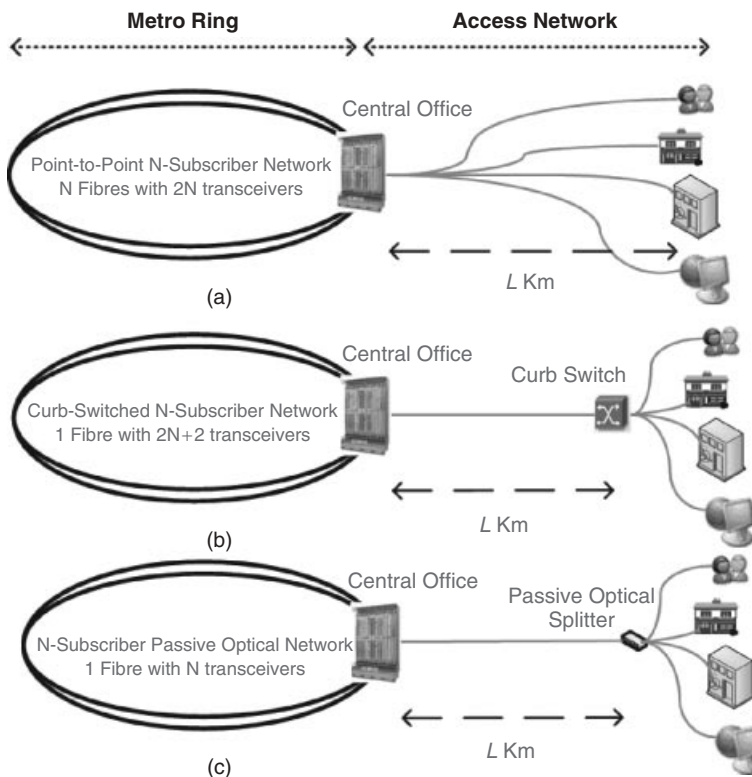 Metro Ring
Access Network
Central Office
Point-to-Point N-Subscriber Network
N Fibres with 2N transceivers
L Km
(a)
Central Office
Curb Switch
Curb-Switched N-Subscriber Network
1 Fibre with 2N+2 transceivers
L Km
(b)
Central Office
Passive Optical
Splitter
N-Subscriber Passive Optical Network
1 Fibre with N transceivers
L Km
(c)